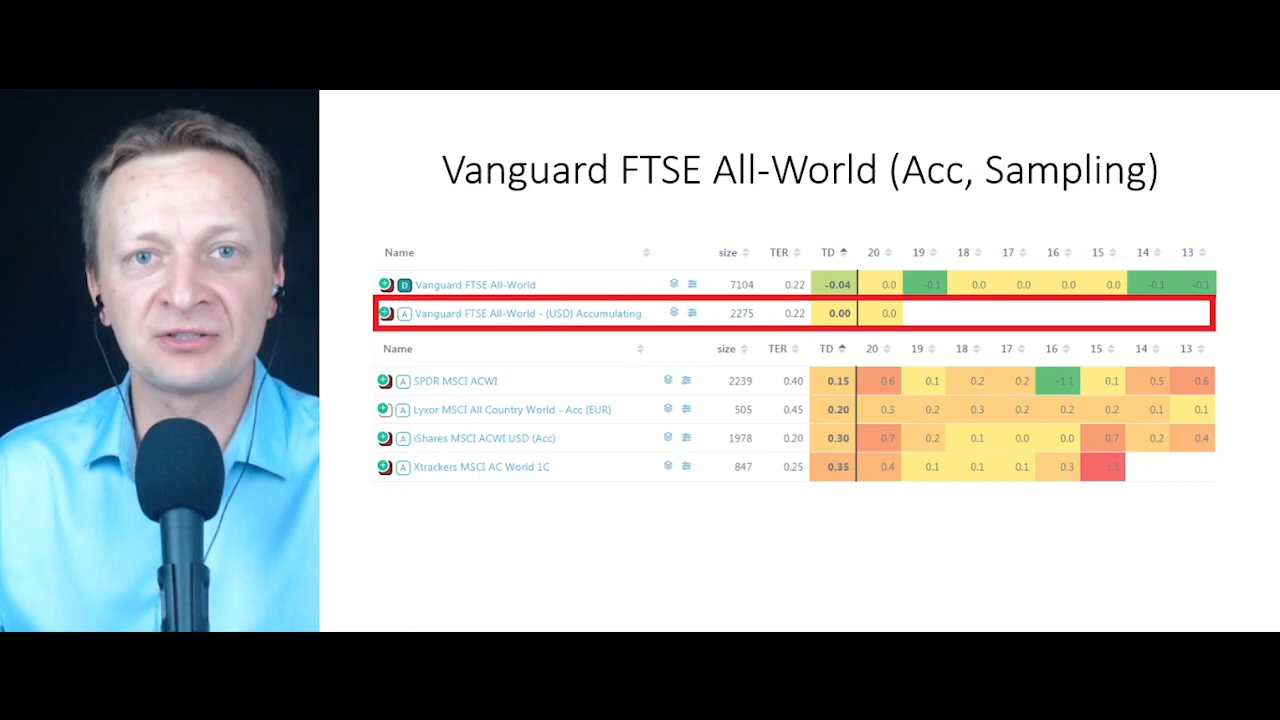 Vanguard FTSE All-World (Acc, Sampling)
Name size TER TD 20 19 18 17 16 15 14 13
D Vanguard FTSE All-World 7104 0.22 -0.04 0.0 -0.1 0.0 0.0 0.0 0.0 -0.1 -0.1
A Vanguard FTSE All-World - (USD) Accumulating 2275 0.22 0.00 0.0
Name size TER TD 20 19 18 17 16 15 14 13
A SPDR MSCI ACWI 2239 0.40 0.15 0.6 0.1 0.2 0.2 -1.1 0.1 0.5 0.6
A Lyxor MSCI All Country World - Acc (EUR) 505 0.45 0.20 0.3 0.2 0.3 0.2 0.2 0.2 0.1 0.1
A iShares MSCI ACWI USD (Acc) 1978 0.20 0.30 0.7 0.2 0.1 0.0 0.0 0.7 0.2 0.4
A Xtrackers MSCI AC World 1C 847 0.25 0.35 0.4 0.1 0.1 0.1 0.3